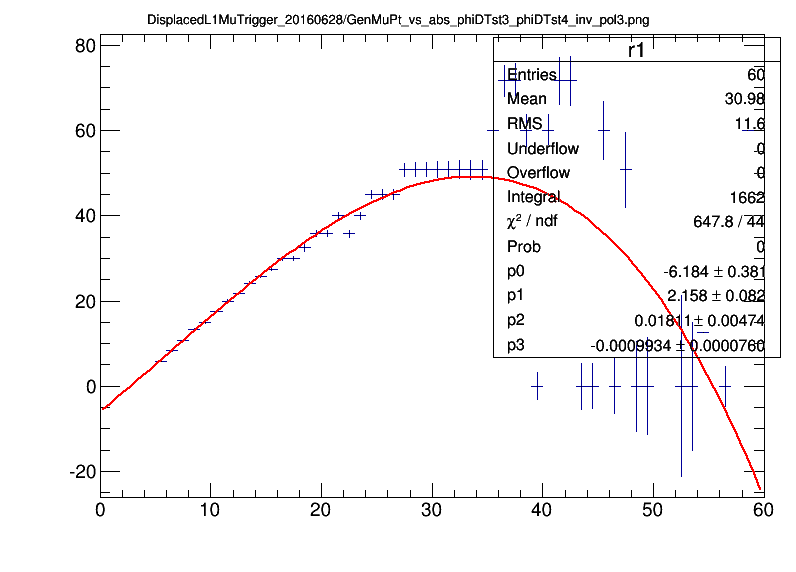 DisplacedL1MuTrigger_20160628/GenMuPt_vs_abs_phiDTst3_phiDTst4_inv_pol3.png
r1
Entries 60
Mean 30.98
RMS 11.6
Underflow 0
Overflow 0
Integral 1662
χ² / ndf 647.8 / 44
Prob 0
p0 -6.184 ± 0.381
p1 2.158 ± 0.082
p2 0.01811 ± 0.00474
p3 -0.0009934 ± 0.0000760
60
40
20
0
-20
0 10 20 30 40 50 60